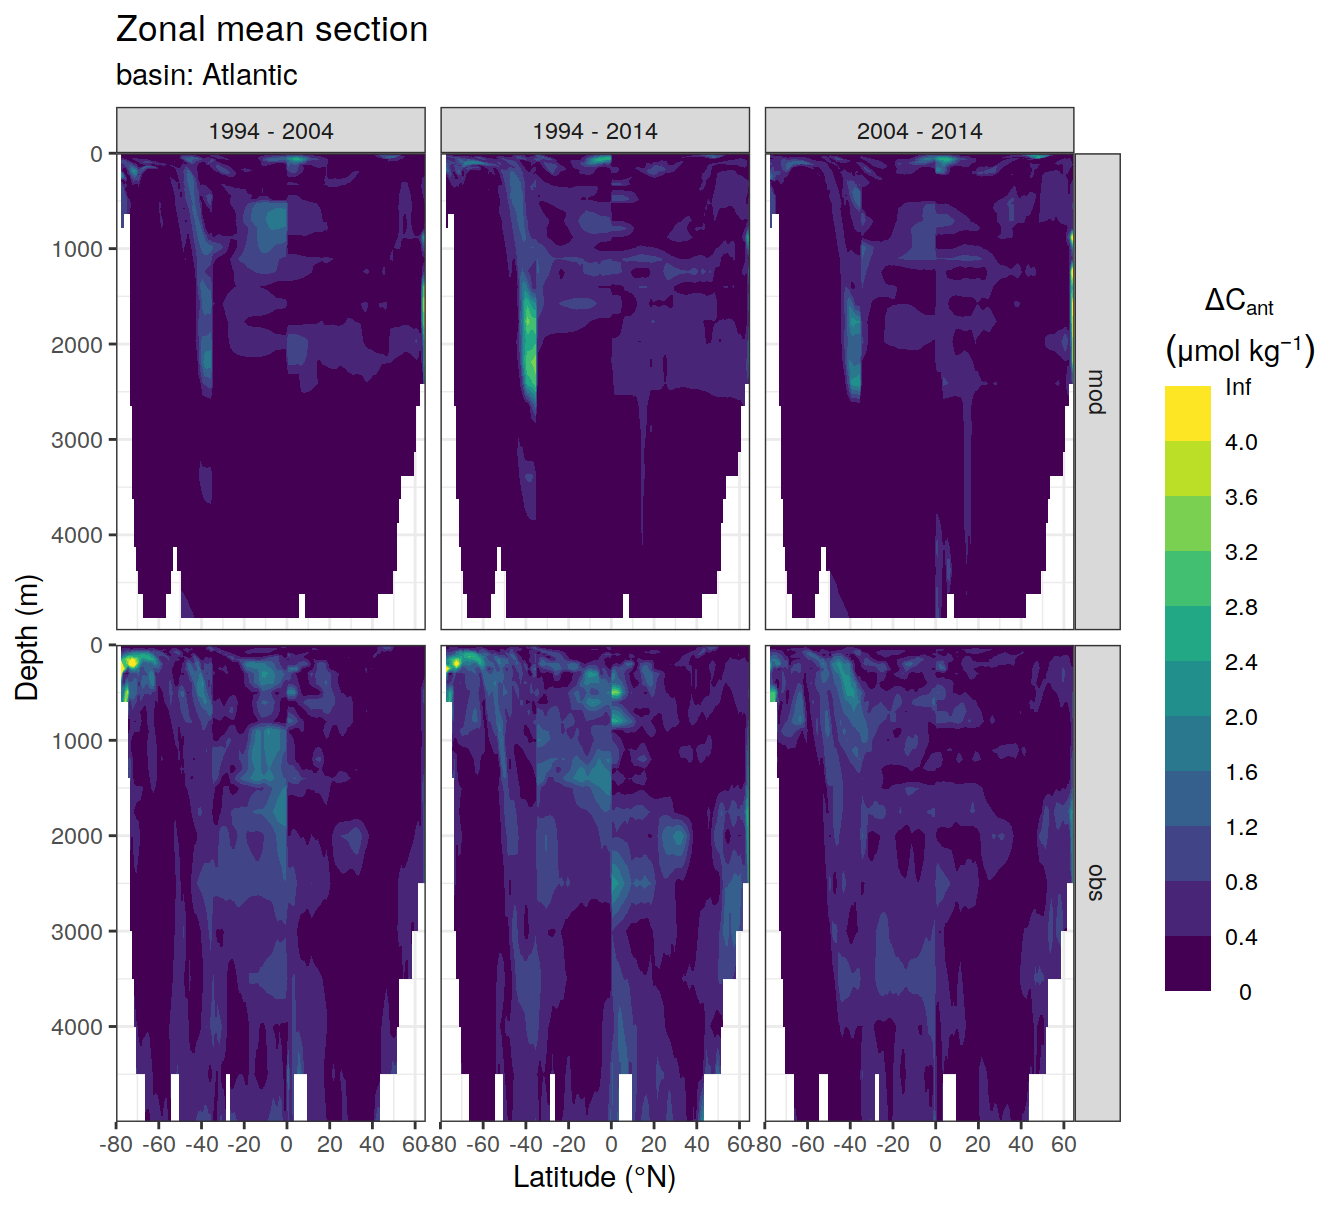 Zonal mean section
basin: Atlantic
1994 - 2004
1994 - 2014
2004 - 2014
0
1000
2000
3000
4000
mod
0
1000
2000
3000
4000
obs
Depth (m)
-80 -60 -40 -20 0 20 40 60
-80 -60 -40 -20 0 20 40 60
-80 -60 -40 -20 0 20 40 60
Latitude (°N)
ΔCant
(μmol kg⁻¹)
Inf
4.0
3.6
3.2
2.8
2.4
2.0
1.6
1.2
0.8
0.4
0